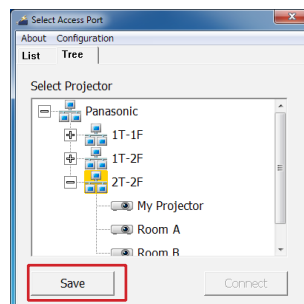 Select Access Port
About Configuration
List Tree
Select Projector
Panasonic
1T-1F
1T-2F
2T-2F
My Projector
Room A
Room B
Save Connect